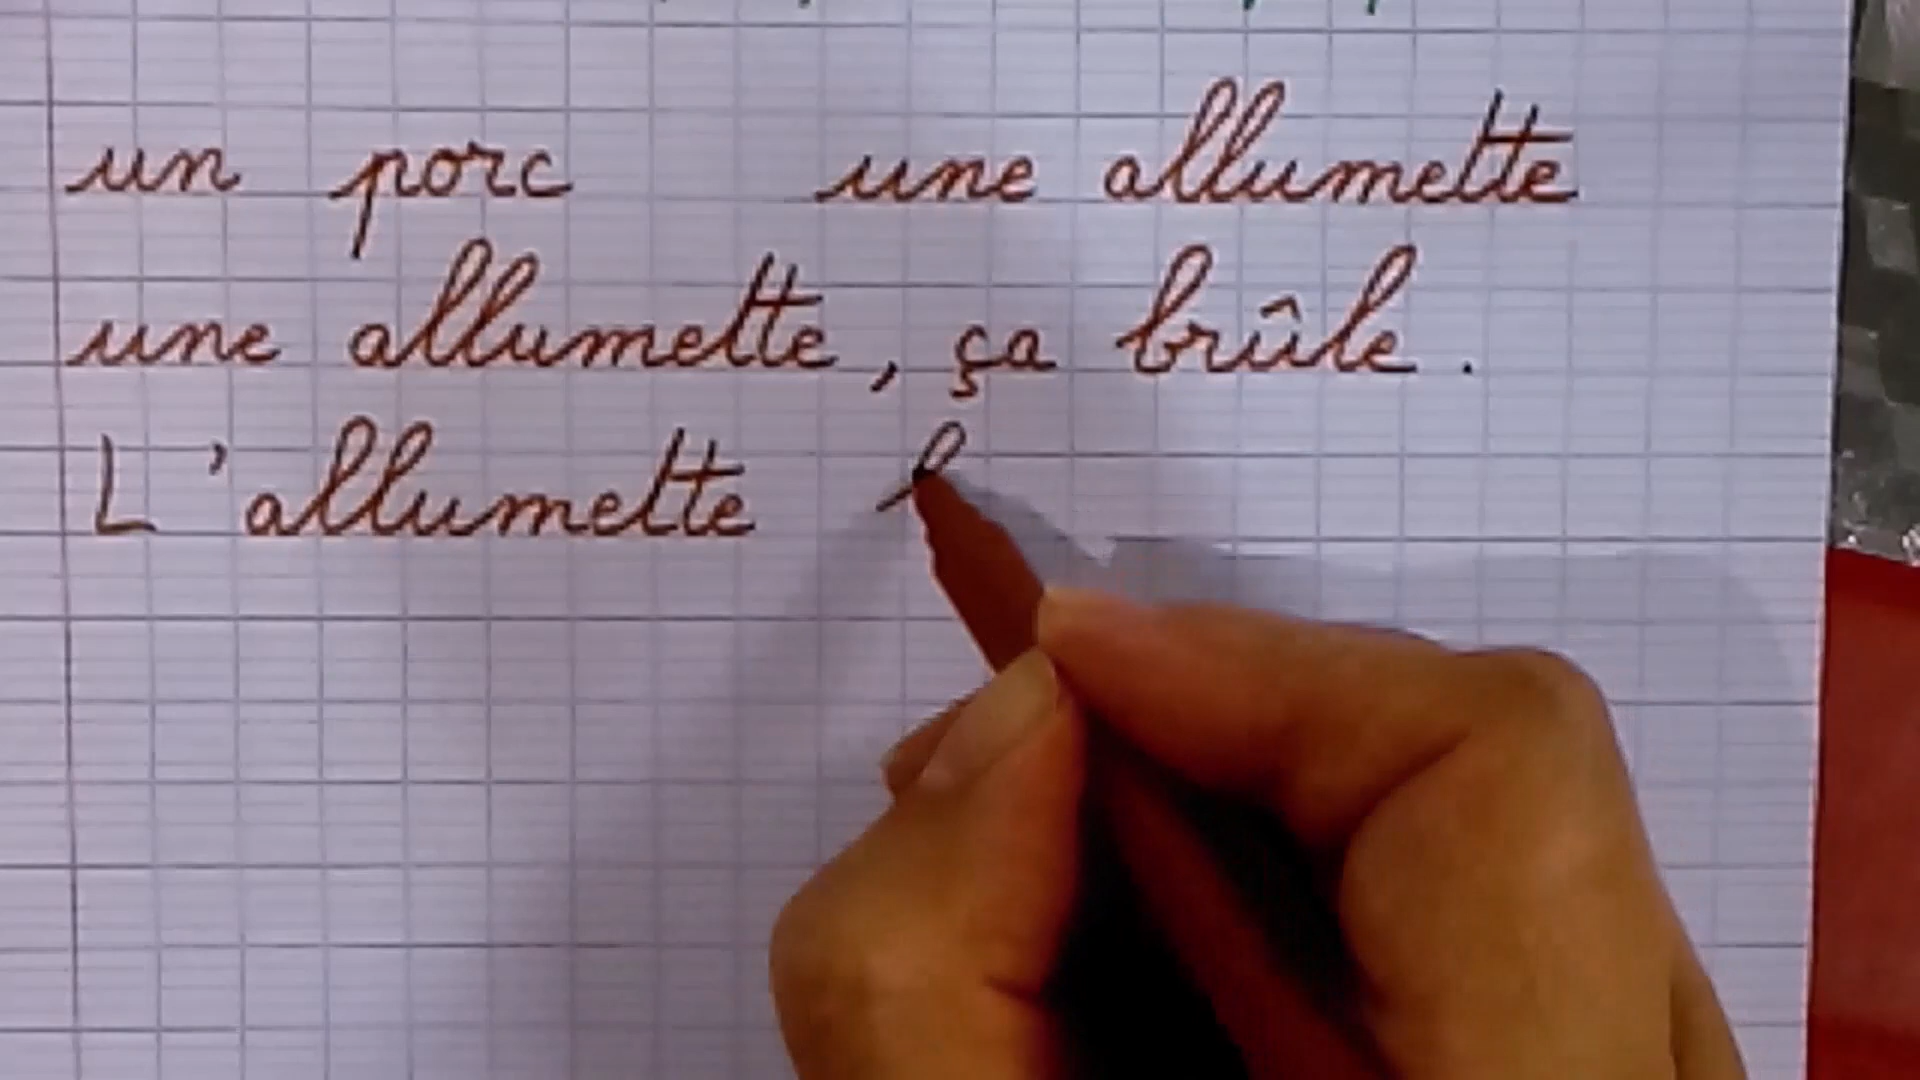 un porc une allumette
une allumette, ça brûle.
L'allumette